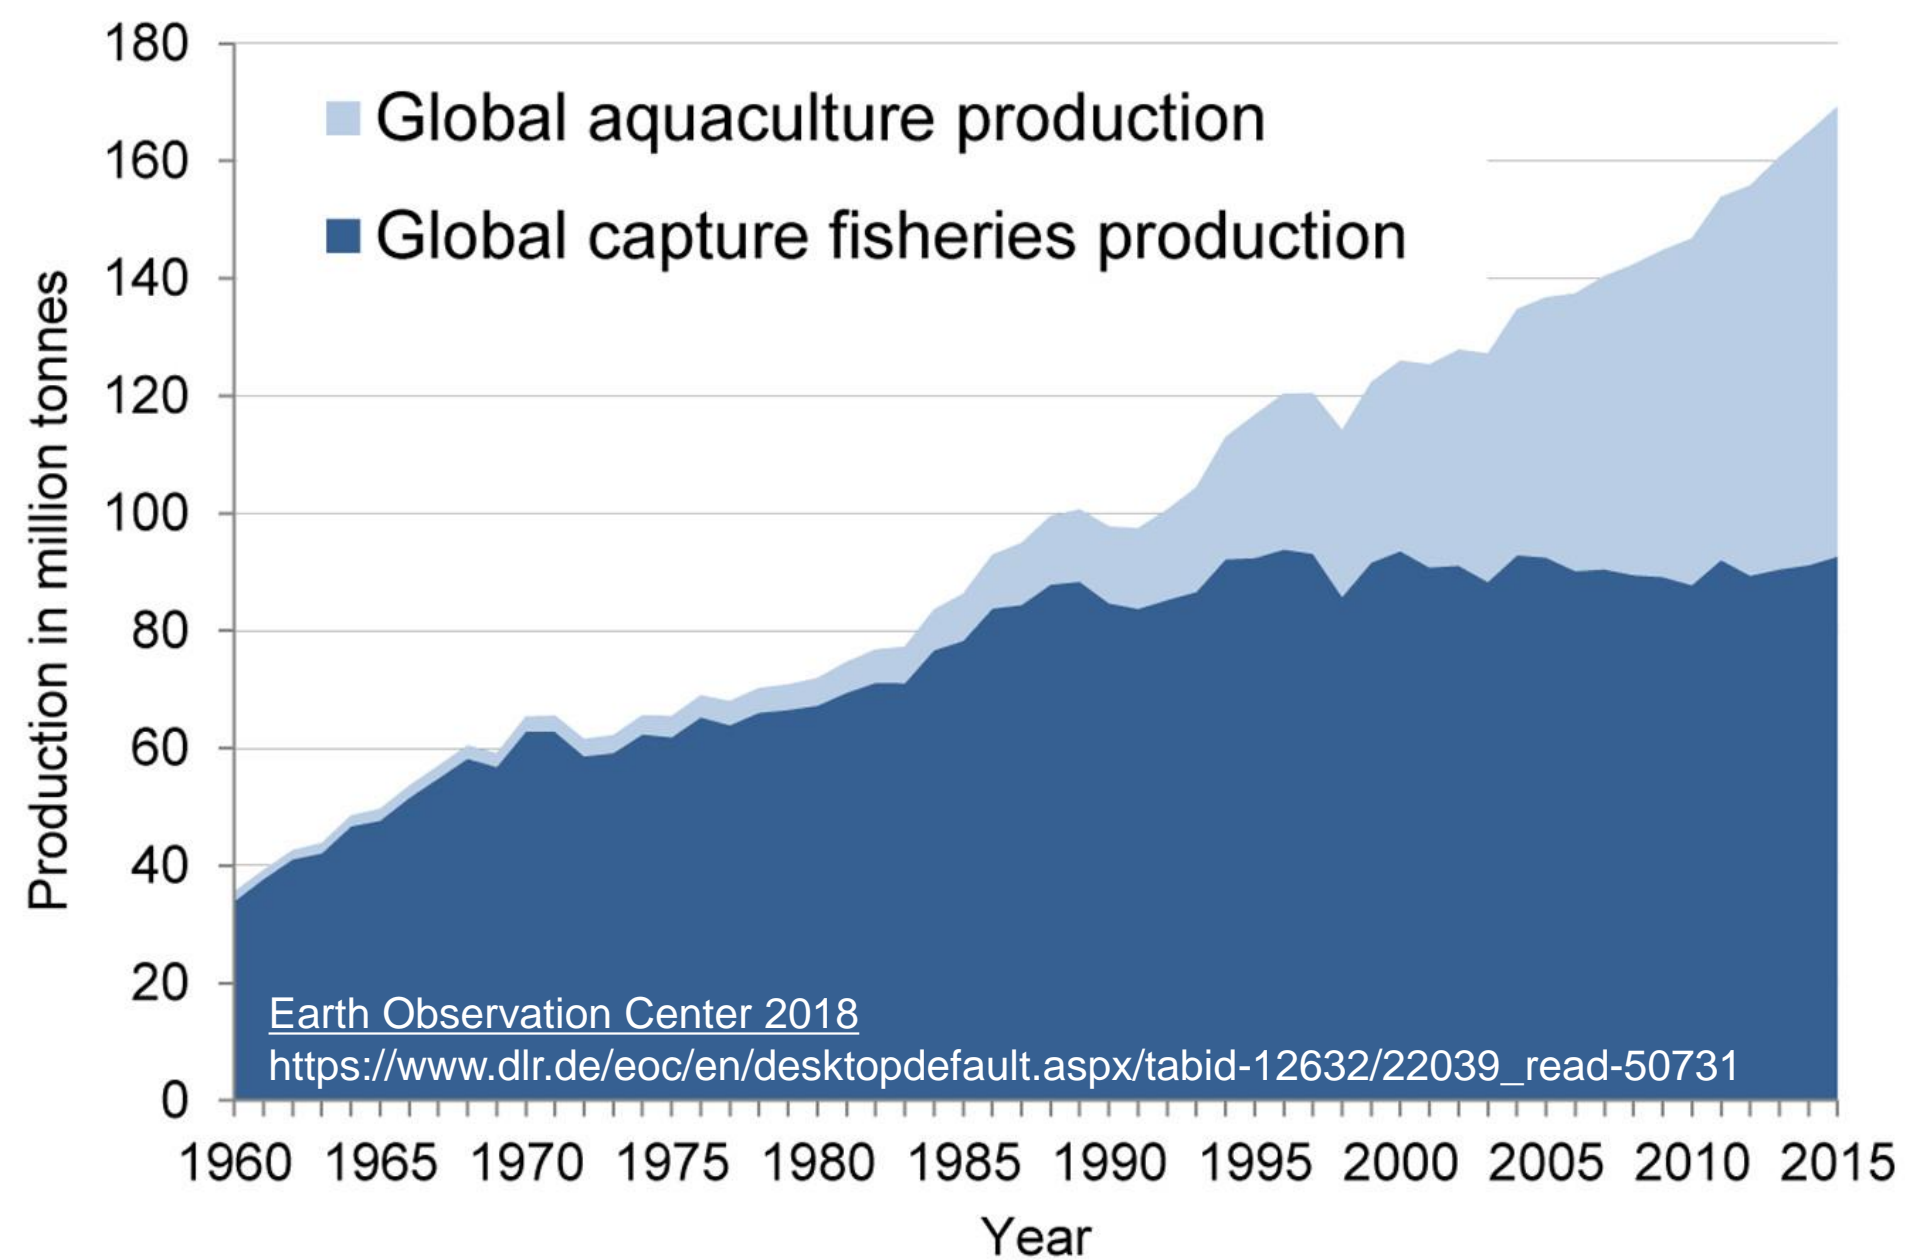 180
Global aquaculture production
160
Global capture fisheries production
140
120
100
80
60
40
20
0
Production in million tonnes
Earth Observation Center 2018
https://www.dlr.de/eoc/en/desktopdefault.aspx/tabid-12632/22039_read-50731
1960 1965 1970 1975 1980 1985 1990 1995 2000 2005 2010 2015
Year